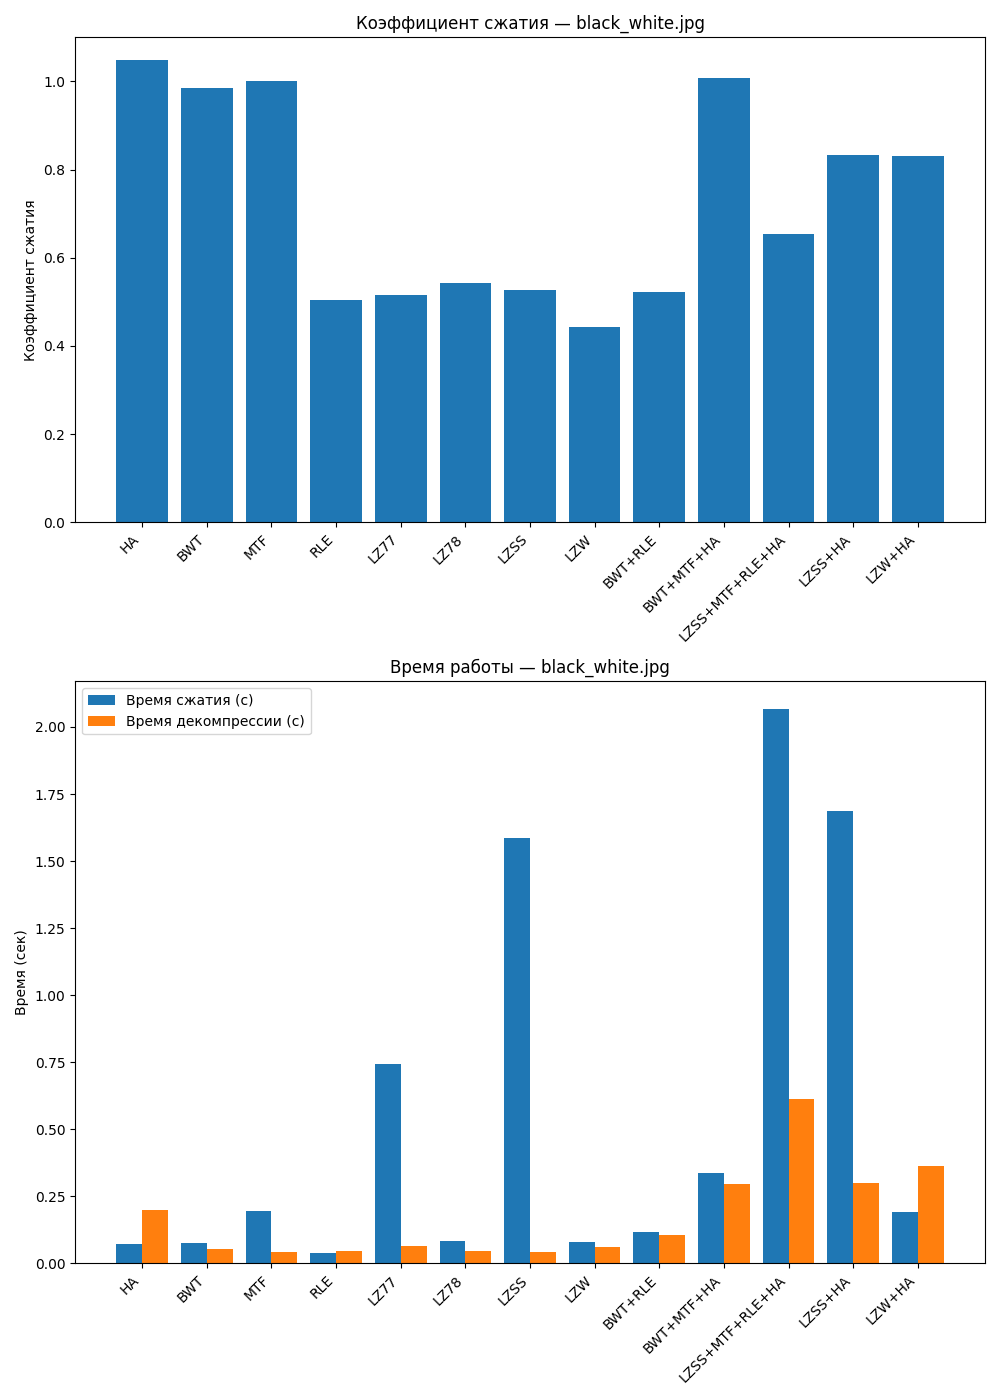 Коэффициент сжатия — black_white.jpg
Коэффициент сжатия
1.0
0.8
0.6
0.4
0.2
0.0
HA
BWT
MTF
RLE
LZ77
LZ78
LZSS
LZW
BWT+RLE
BWT+MTF+HA
LZSS+MTF+RLE+HA
LZSS+HA
LZW+HA
Время работы — black_white.jpg
Время сжатия (с)
Время декомпрессии (с)
Время (сек)
2.00
1.75
1.50
1.25
1.00
0.75
0.50
0.25
0.00
HA
BWT
MTF
RLE
LZ77
LZ78
LZSS
LZW
BWT+RLE
BWT+MTF+HA
LZSS+MTF+RLE+HA
LZSS+HA
LZW+HA